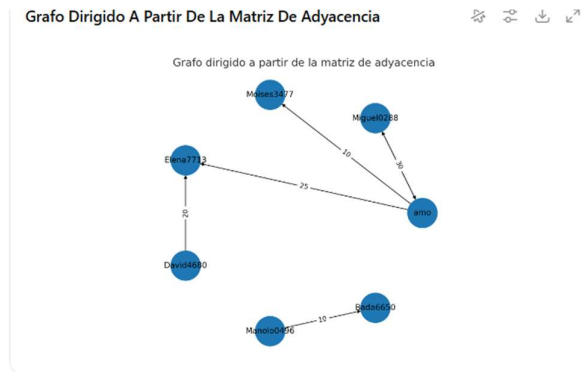 Grafo Dirigido A Partir De La Matriz De Adyacencia
Grafo dirigido a partir de la matriz de adyacencia
Moises3477
Miguel0288
10
30
Elena7713
25
amo
20
David4680
Bada6650
10
Manolo0496